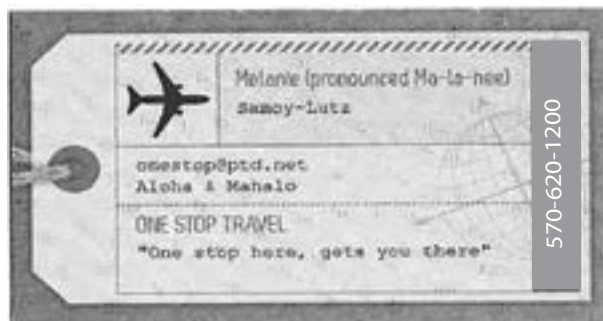 Melanie (pronounced Ma-la-nee)
Samoy-Lutz
onestop@ptd.net
Aloha & Mahalo
ONE STOP TRAVEL
"One stop here, gets you there"
570-620-1200